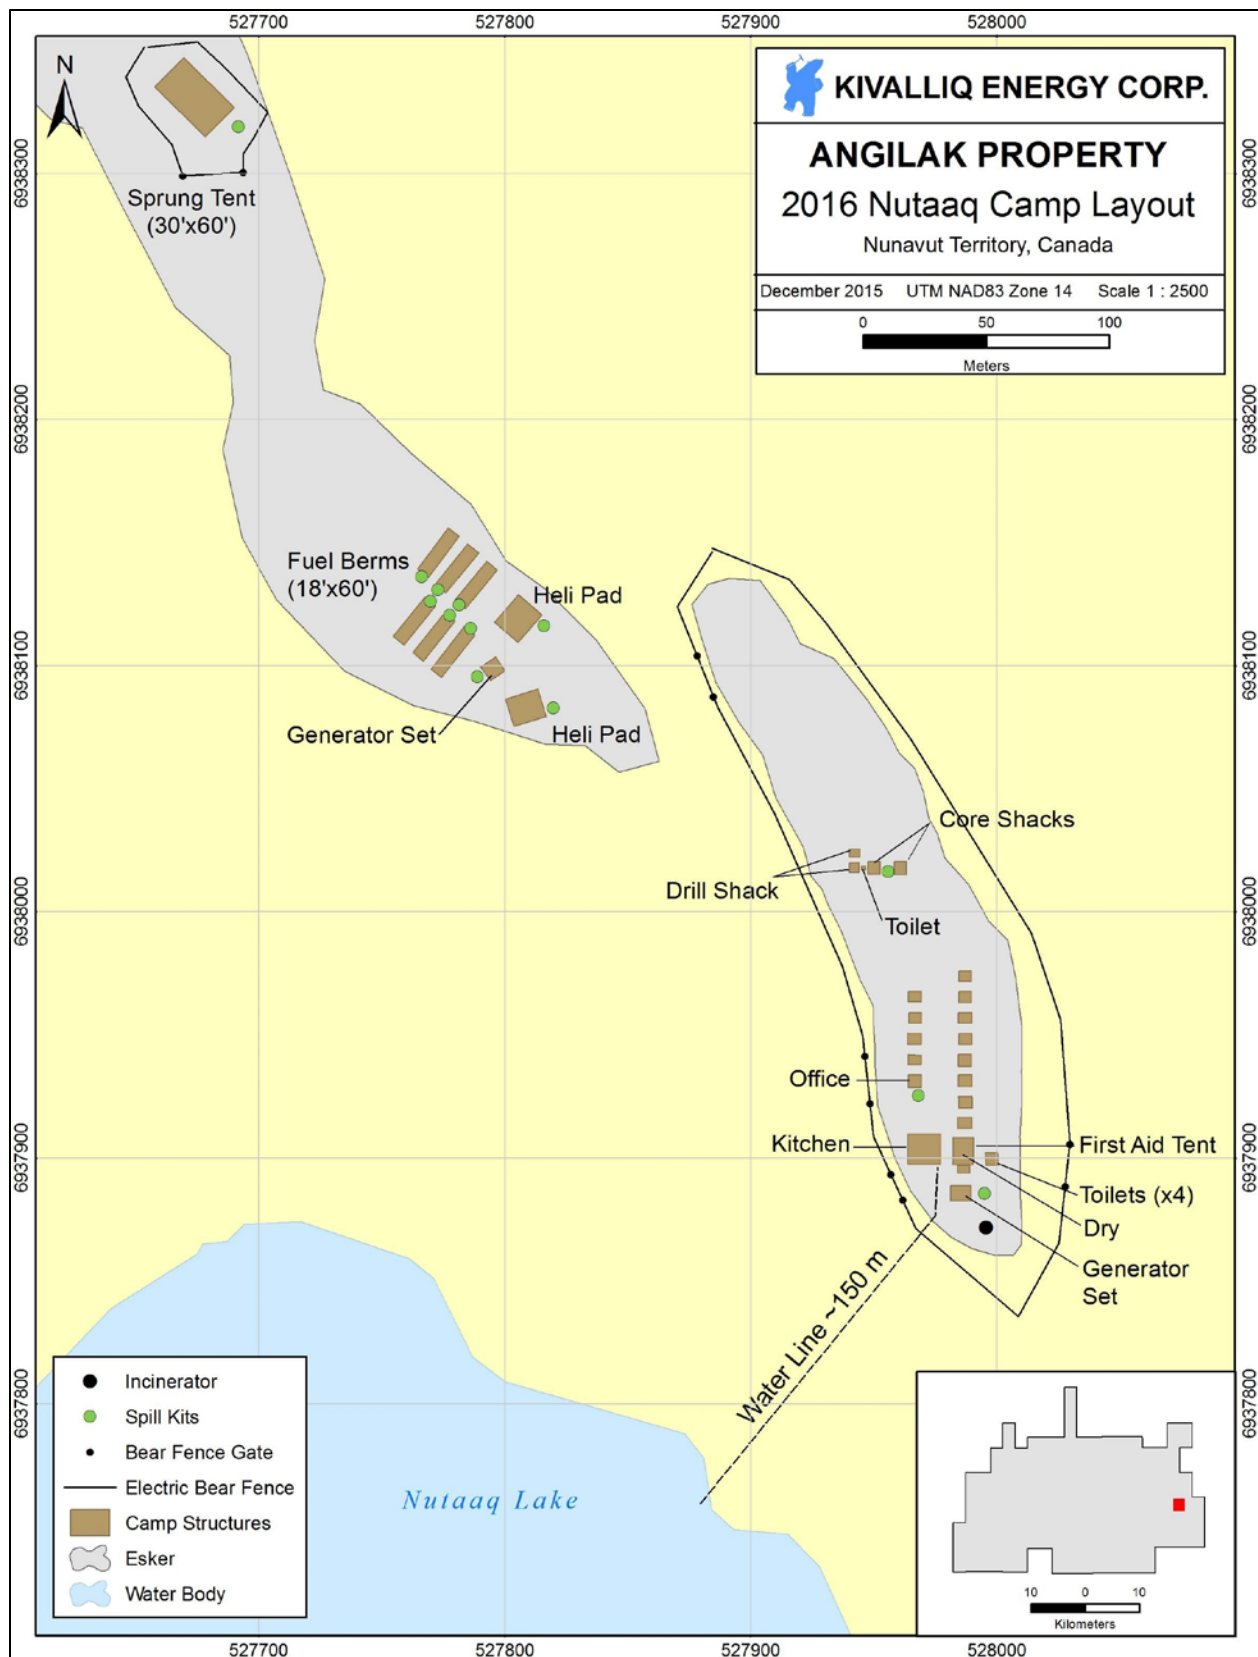 527700 527800 527900 528000
N
KIVALLIQ ENERGY CORP.
ANGILAK PROPERTY
2016 Nutaaq Camp Layout
Nunavut Territory, Canada
December 2015 UTM NAD83 Zone 14 Scale 1 : 2500
0 50 100
Meters
6938300 6938300
Sprung Tent
(30'x60')
6938200 6938200
Fuel Berms
(18'x60')
Heli Pad
6938100 6938100
Generator Set
Heli Pad
Core Shacks
Drill Shack
Toilet
6938000 6938000
Office
Kitchen
First Aid Tent
6937900 6937900
Toilets (x4)
Dry
Generator
Set
Water Line ~150 m
6937800 6937800
Nutaaq Lake
Incinerator
Spill Kits
Bear Fence Gate
Electric Bear Fence
Camp Structures
Esker
Water Body
10 0 10
Kilometers
527700 527800 527900 528000